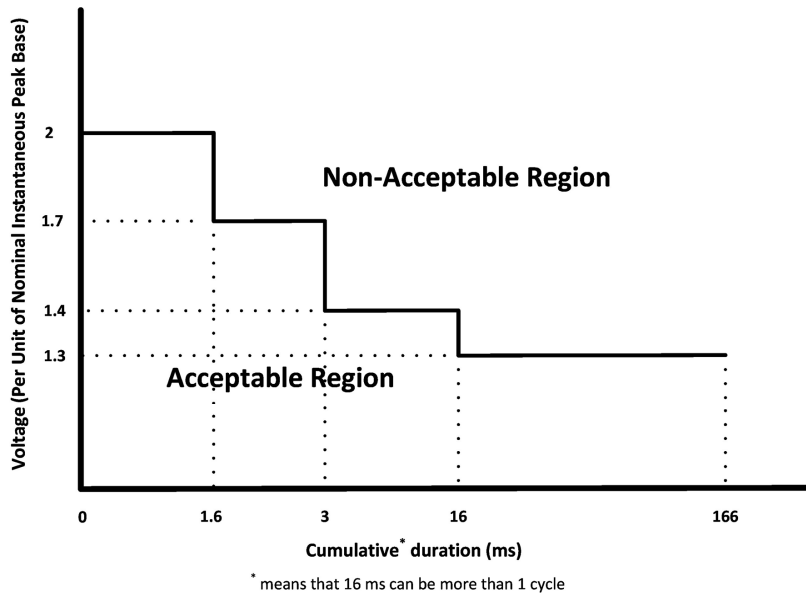 Voltage (Per Unit of Nominal Instantaneous Peak Base)
2
Non-Acceptable Region
1.7
1.4
1.3
Acceptable Region
0 1.6 3 16 166
Cumulative* duration (ms)
* means that 16 ms can be more than 1 cycle